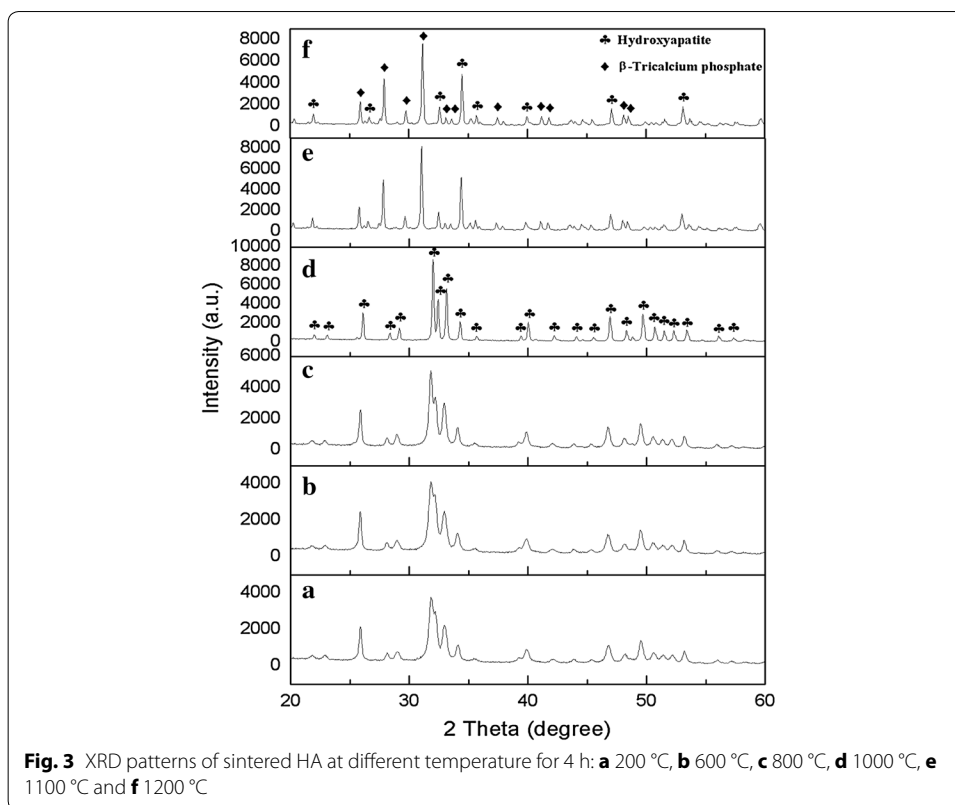 f
♣ Hydroxyapatite
♦ β-Tricalcium phosphate
8000
6000
4000
2000
0
e
8000
6000
4000
2000
0
d
10000
8000
6000
4000
2000
0
c
6000
4000
2000
0
b
4000
2000
0
a
4000
2000
0
Intensity (a.u.)
20 30 40 50 60
2 Theta (degree)
Fig. 3 XRD patterns of sintered HA at different temperature for 4 h: a 200 °C, b 600 °C, c 800 °C, d 1000 °C, e
1100 °C and f 1200 °C